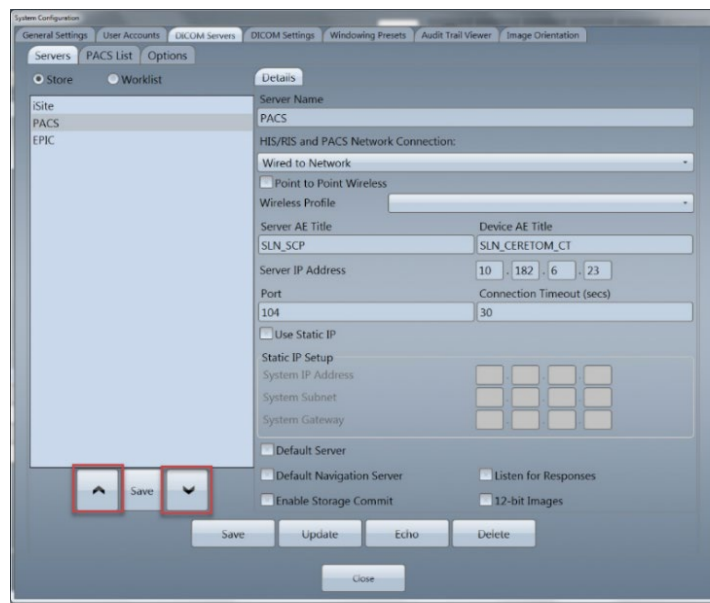 System Configuration
General Settings User Accounts DICOM Servers DICOM Settings Windowing Presets Audit Trail Viewer Image Orientation
Servers PACS List Options
Store Worklist
Details
iSite
PACS
EPIC
Server Name
PACS
HIS/RIS and PACS Network Connection:
Wired to Network
Point to Point Wireless
Wireless Profile
Server AE Title Device AE Title
SLN_SCP SLN_CERETOM_CT
Server IP Address 10 . 182 . 6 . 23
Port Connection Timeout (secs)
104 30
Use Static IP
Static IP Setup
System IP Address . . .
System Subnet . . .
System Gateway . . .
Default Server
Default Navigation Server Listen for Responses
Enable Storage Commit 12-bit Images
Save
Save Update Echo Delete
Close